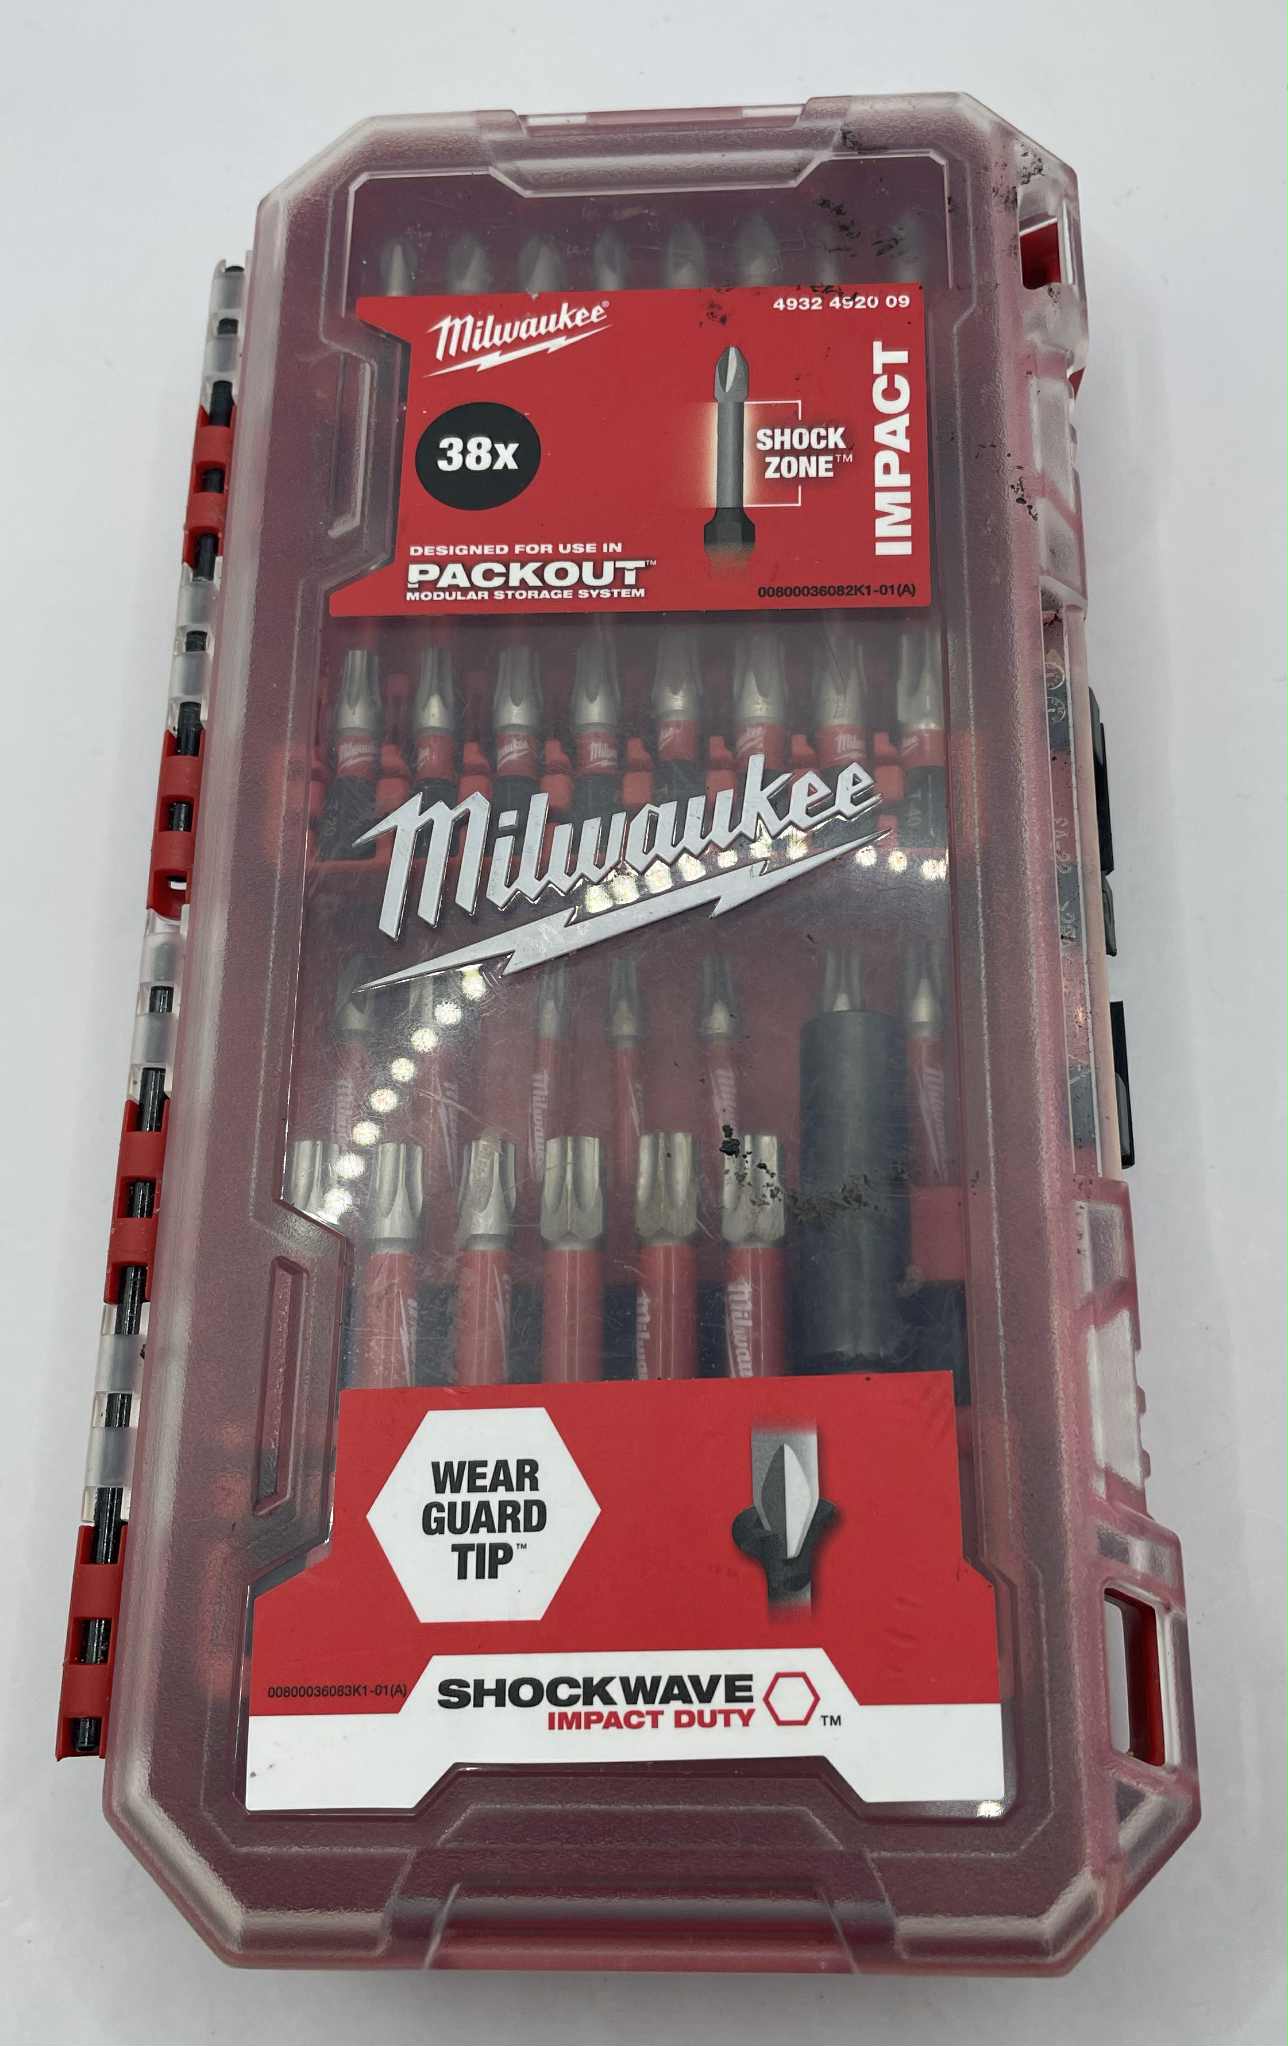 Milwaukee®
4932 4920 09
38x
SHOCK
ZONE™
IMPACT
DESIGNED FOR USE IN
PACKOUT™
MODULAR STORAGE SYSTEM
00800036082K1-01(A)
Milwaukee
WEAR
GUARD
TIP™
00800036083K1-01(A)
SHOCKWAVE
IMPACT DUTY ™